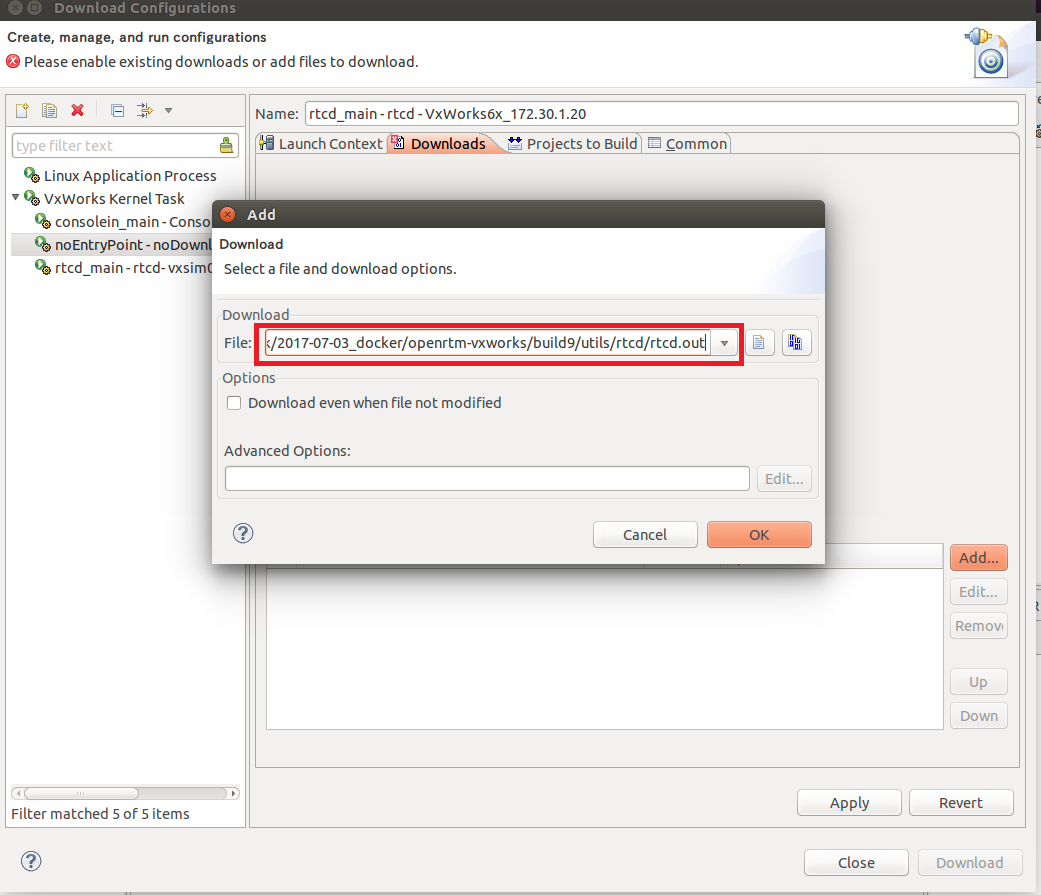 Download Configurations
Create, manage, and run configurations
Please enable existing downloads or add files to download.
type filter text
Linux Application Process
VxWorks Kernel Task
consolein_main - Conso
noEntryPoint - noDownl
rtcd_main - rtcd- vxsim0
Filter matched 5 of 5 items
Name: rtcd_main - rtcd - VxWorks6x_172.30.1.20
Launch Context Downloads Projects to Build Common
Add
Download
Select a file and download options.
Download
File: x/2017-07-03_docker/openrtm-vxworks/build9/utils/rtcd/rtcd.out
Options
Download even when file not modified
Advanced Options:
Edit...
Cancel OK
Add...
Edit...
Remov
Up
Down
Apply Revert
Close Download